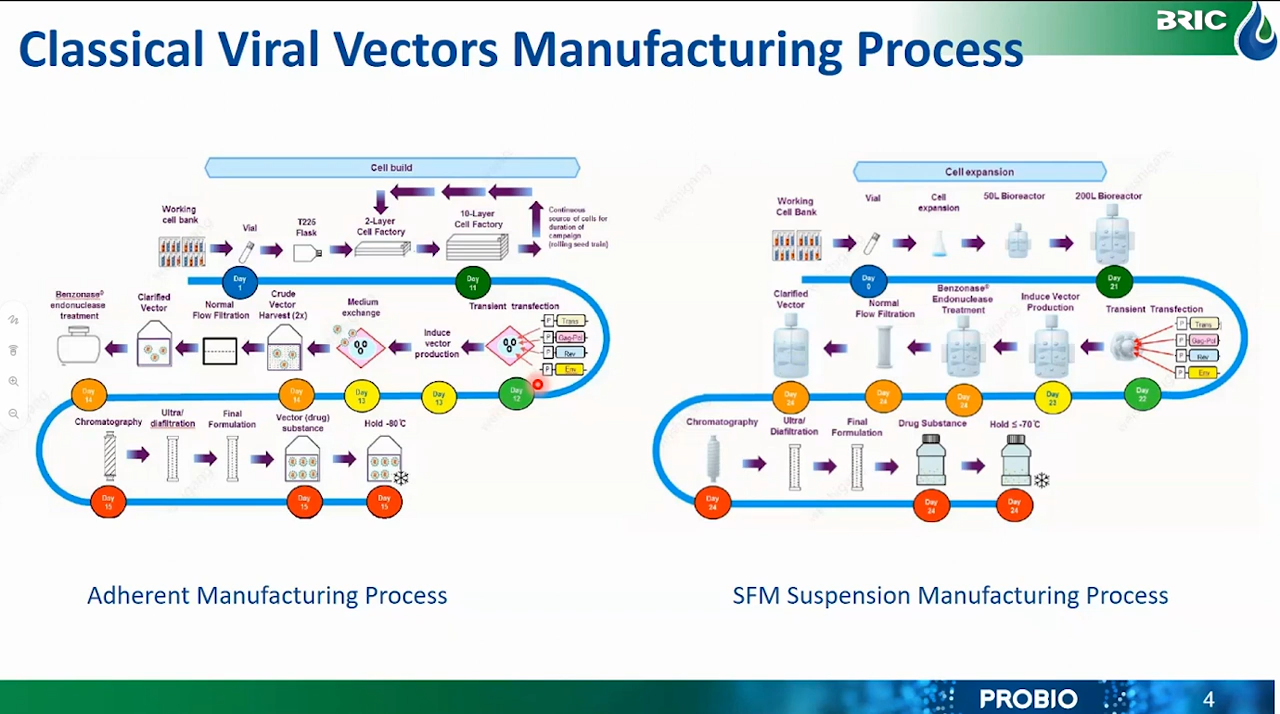 BRIC
Classical Viral Vectors Manufacturing Process
Cell build
Working
cell bank
Vial
T225
Flask
2-Layer
Cell Factory
10-Layer
Cell Factory
Continuous
source of cells for
duration of
campaign
(rolling seed train)
Day
1
Day
11
Benzonase®
endonuclease
treatment
Clarified
Vector
Normal
Flow Filtration
Crude
Vector
Harvest (2x)
Medium
exchange
Induce
vector
production
Transient transfection
P Trans
P Gag-Pol
P Rev
P Env
Day
14
Day
14
Day
13
Day
13
Day
12
Chromatography
Ultra/
diafiltration
Final
Formulation
Vector (drug)
substance
Hold -80℃
Day
15
Day
15
Day
15
Adherent Manufacturing Process
Cell expansion
Working
Cell Bank
Vial
Cell
expansion
50L Bioreactor
200L Bioreactor
Day
0
Day
21
Clarified
Vector
Normal
Flow Filtration
Benzonase®
Endonuclease
Treatment
Induce Vector
Production
Transient Transfection
P Trans
P Gag-Pol
P Rev
P Env
Day
24
Day
24
Day
24
Day
23
Day
22
Chromatography
Ultra/
Diafiltration
Final
Formulation
Drug Substance
Hold ≤ -70℃
Day
24
Day
24
Day
24
SFM Suspension Manufacturing Process
PROBIO
4